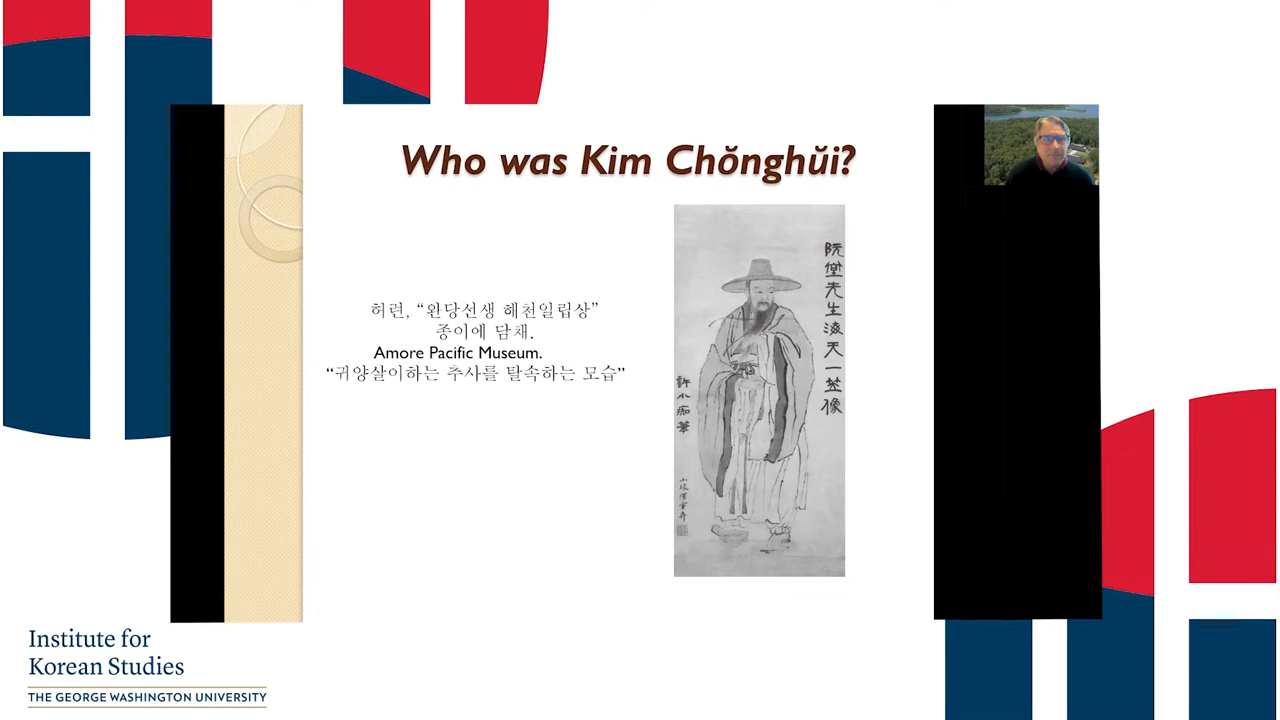 Who was Kim Chŏnghŭi?
허련, “완당선생 해천일립상”
종이에 담채.
Amore Pacific Museum.
“귀양살이하는 추사를 탈속하는 모습”
阮堂先生海天一笠像
許小痴筆
Institute for
Korean Studies
THE GEORGE WASHINGTON UNIVERSITY